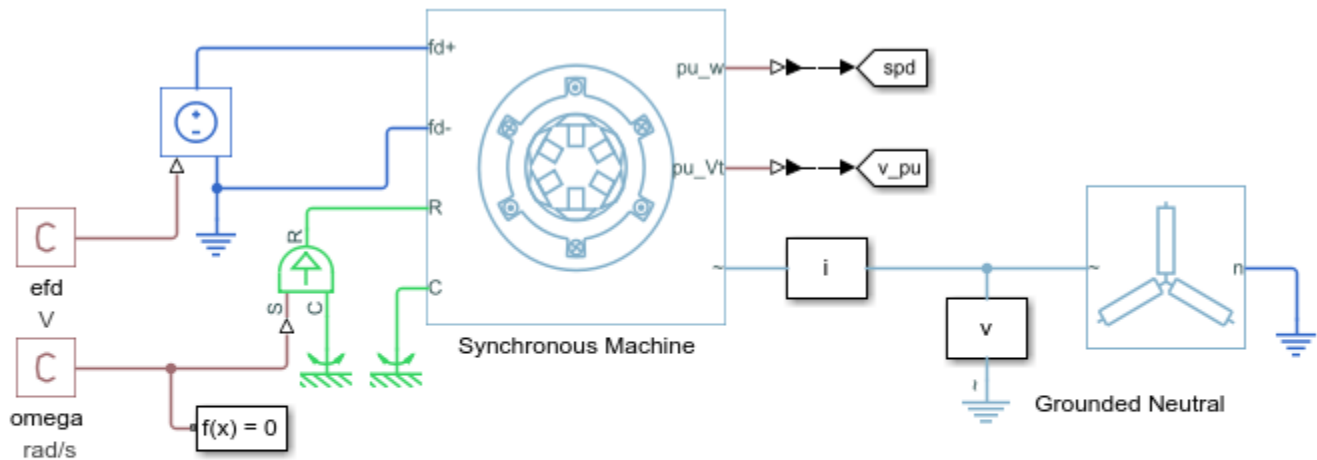 fd+
fd-
R
C
~
pu_w
pu_Vt
spd
v_pu
Synchronous Machine
+
-
C
efd
V
C
omega
rad/s
R
S
C
f(x) = 0
i
v
~
~
n
Grounded Neutral